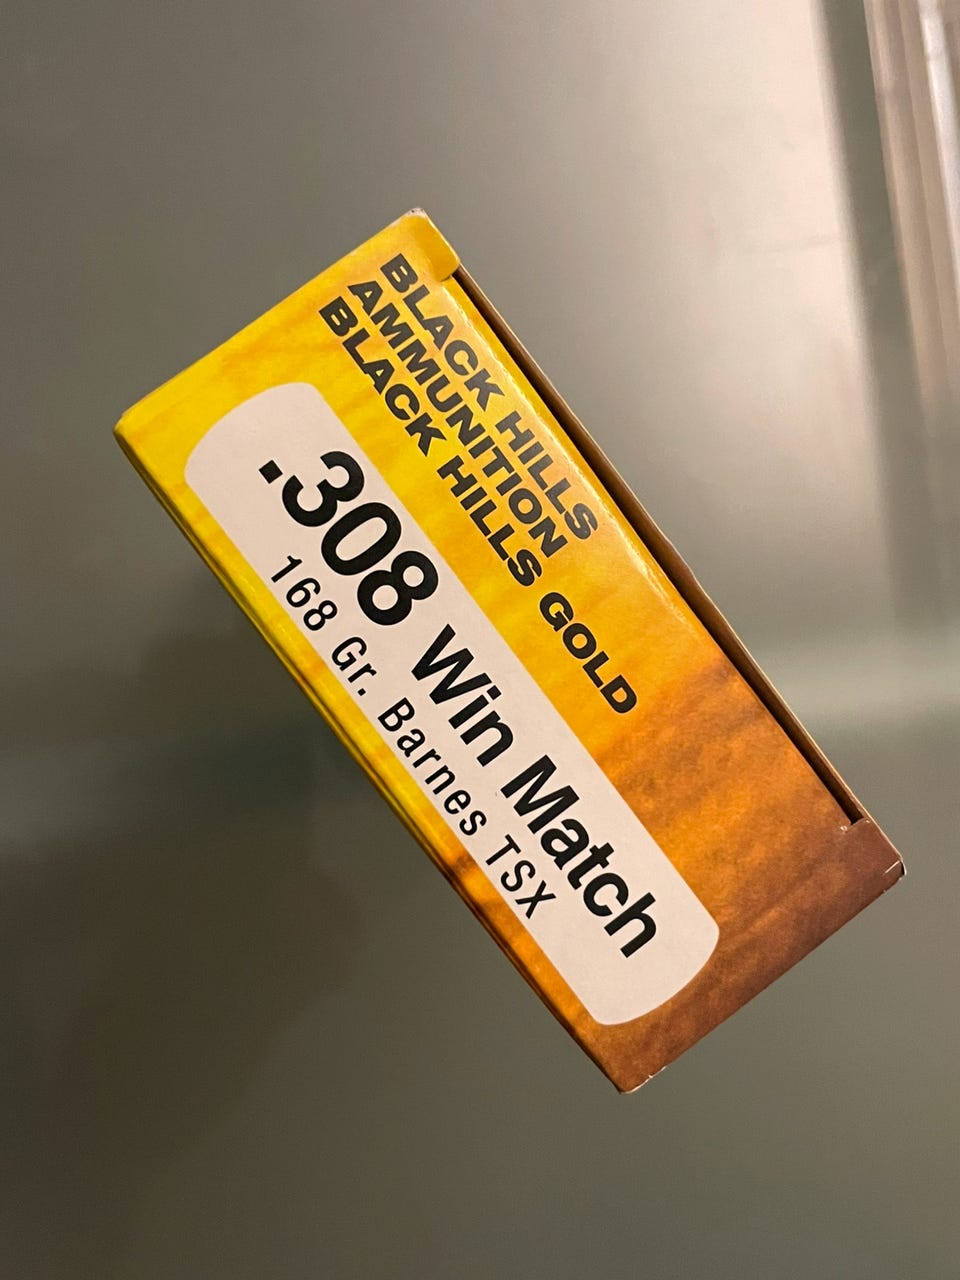 BLACK HILLS
AMMUNITION
BLACK HILLS GOLD
.308 Win Match
168 Gr. Barnes TSX